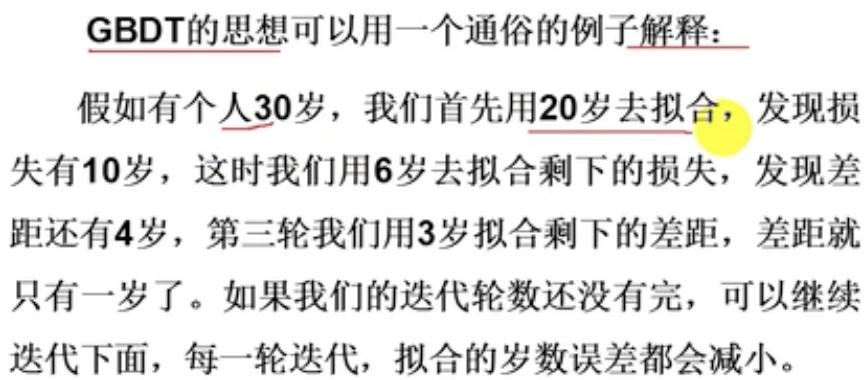 GBDT的思想可以用一个通俗的例子解释：
假如有个人30岁，我们首先用20岁去拟合，发现损
失有10岁，这时我们用6岁去拟合剩下的损失，发现差
距还有4岁，第三轮我们用3岁拟合剩下的差距，差距就
只有一岁了。如果我们的迭代轮数还没有完，可以继续
迭代下面，每一轮迭代，拟合的岁数误差都会减小。